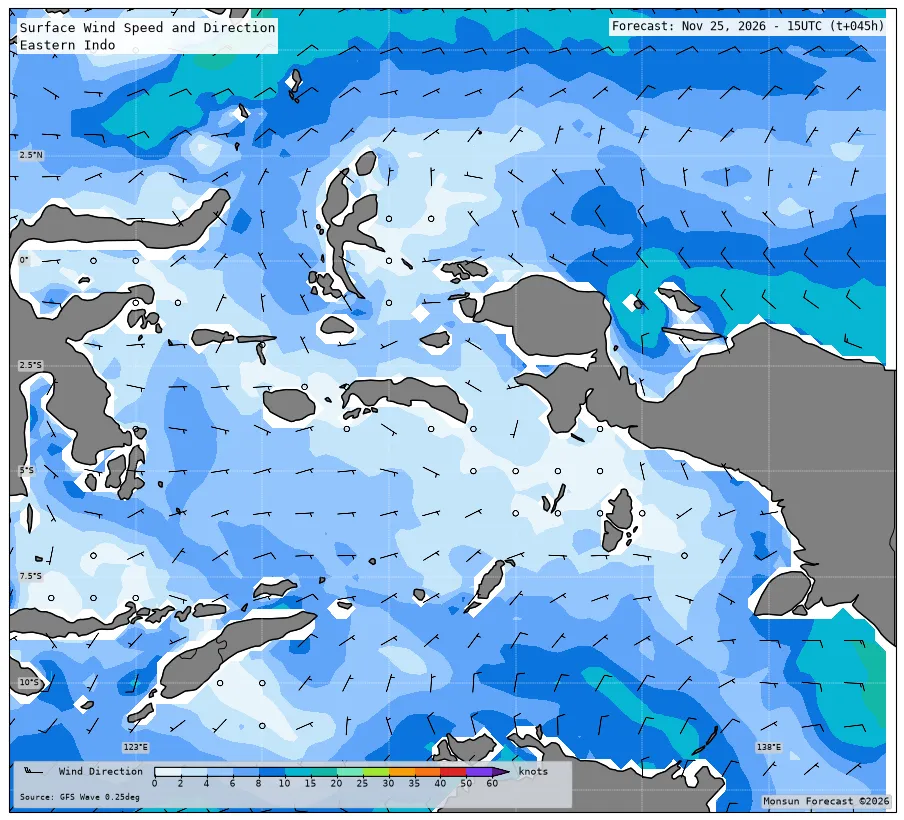 Surface Wind Speed and Direction
Eastern Indo
Forecast: Nov 25, 2026 - 15UTC (t+045h)
2.5°N
0°
2.5°S
5°S
7.5°S
10°S
123°E
138°E
Wind Direction
0 2 4 6 8 10 15 20 25 30 35 40 50 60 knots
Source: GFS Wave 0.25deg
Monsun Forecast ©2026